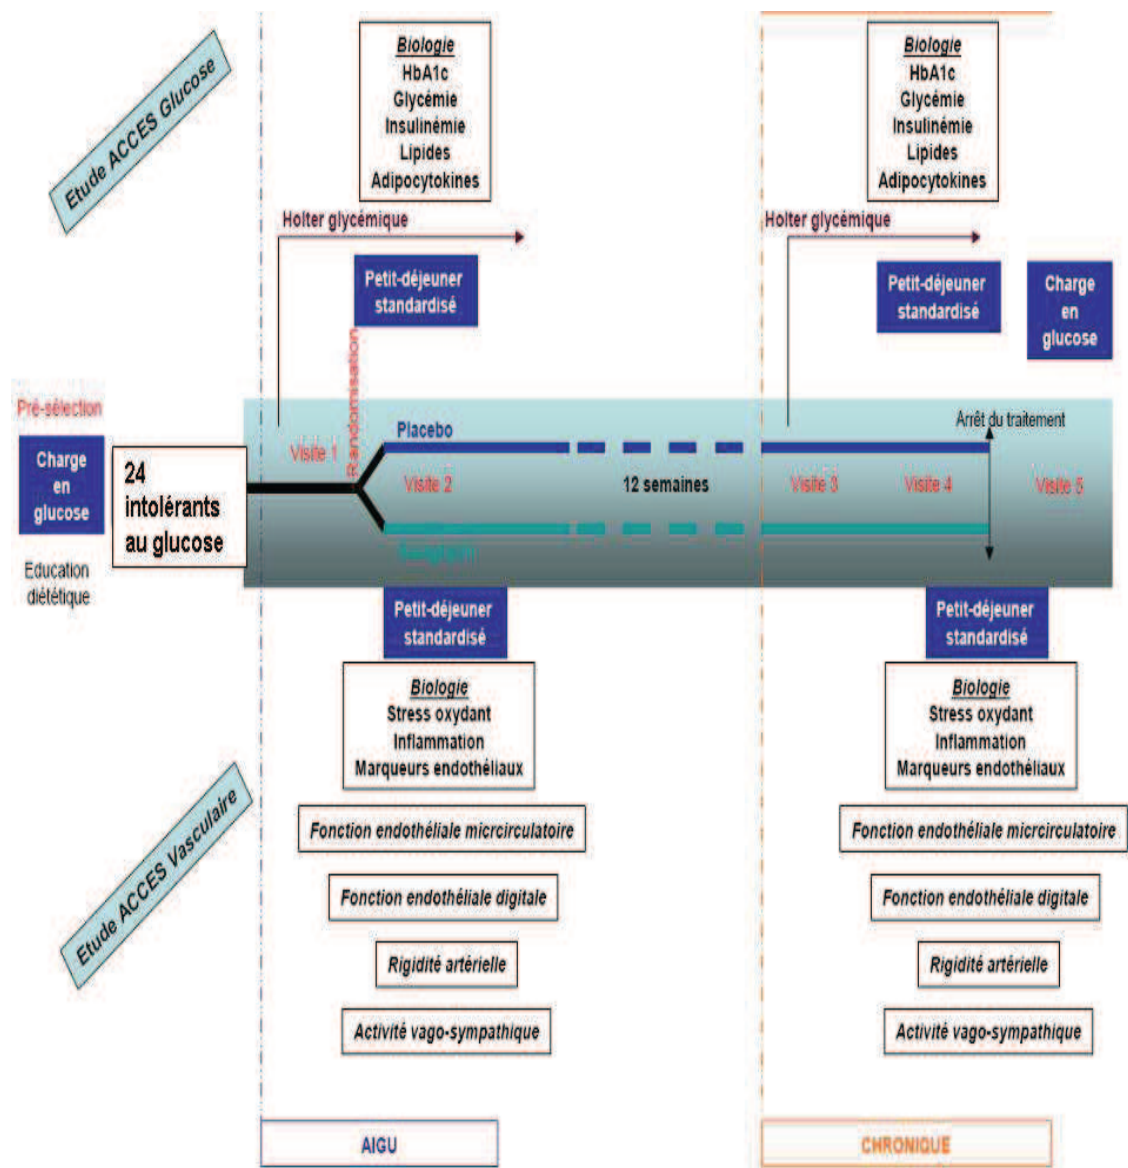 Etude ACCES Glucose
Biologie
HbA1c
Glycémie
Insulinémie
Lipides
Adipocytokines
Biologie
HbA1c
Glycémie
Insulinémie
Lipides
Adipocytokines
Holter glycémique
Holter glycémique
Petit-déjeuner
standardisé
Petit-déjeuner
standardisé
Charge
en
glucose
Randomisation
Pré-sélection
Charge
en
glucose
Education
diététique
24
intolérants
au glucose
Visite 1
Placebo
Visite 2
12 semaines
Visite 3
Visite 4
Arrêt du traitement
Visite 5
Petit-déjeuner
standardisé
Petit-déjeuner
standardisé
Etude ACCES Vasculaire
Biologie
Stress oxydant
Inflammation
Marqueurs endothéliaux
Biologie
Stress oxydant
Inflammation
Marqueurs endothéliaux
Fonction endothéliale micrcirculatoire
Fonction endothéliale micrcirculatoire
Fonction endothéliale digitale
Fonction endothéliale digitale
Rigidité artérielle
Rigidité artérielle
Activité vago-sympathique
Activité vago-sympathique
AIGU
CHRONIQUE